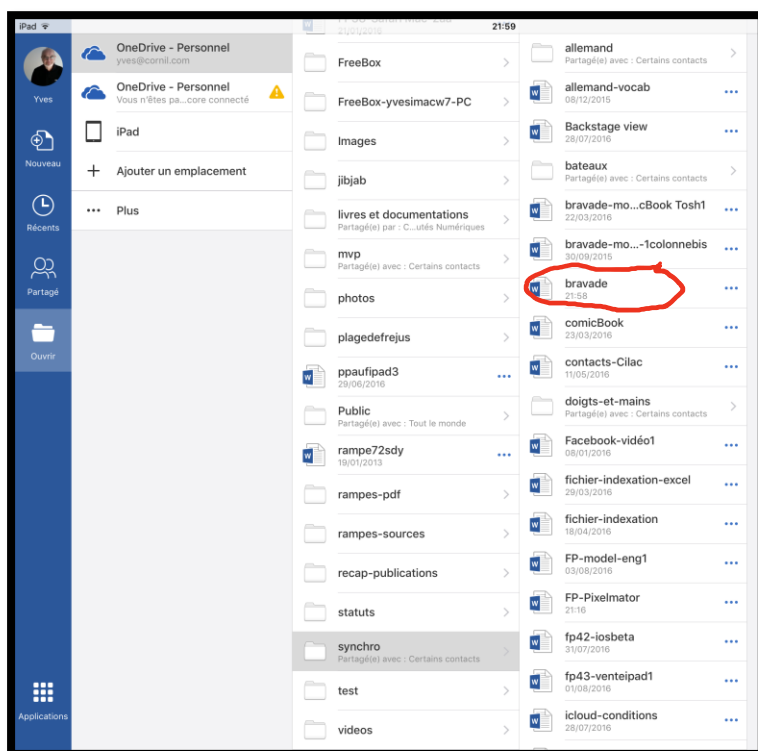 iPad
21:59
Yves
Nouveau
Récents
Partagé
Ouvrir
Applications
OneDrive - Personnel
yves@cornil.com
OneDrive - Personnel
Vous n'êtes pa...core connecté
iPad
Ajouter un emplacement
Plus
21/01/2016
FreeBox
FreeBox-yvesimacw7-PC
Images
jibjab
livres et documentations
Partagé(e) par : C...utés Numériques
mvp
Partagé(e) avec : Certains contacts
photos
plagedefrejus
ppaufipad3
29/06/2016
Public
Partagé(e) avec : Tout le monde
rampe72sdy
19/01/2013
rampes-pdf
rampes-sources
recap-publications
statuts
synchro
Partagé(e) avec : Certains contacts
test
videos
allemand
Partagé(e) avec : Certains contacts
allemand-vocab
08/12/2015
Backstage view
28/07/2016
bateaux
Partagé(e) avec : Certains contacts
bravade-mo...cBook Tosh1
22/03/2016
bravade-mo...-1colonnebis
30/09/2015
bravade
21:58
comicBook
23/03/2016
contacts-Cilac
11/05/2016
doigts-et-mains
Partagé(e) avec : Certains contacts
Facebook-vidéo1
08/01/2016
fichier-indexation-excel
29/03/2016
fichier-indexation
18/04/2016
FP-model-eng1
03/08/2016
FP-Pixelmator
21:16
fp42-iosbeta
31/07/2016
fp43-venteipad1
01/08/2016
icloud-conditions
28/07/2016